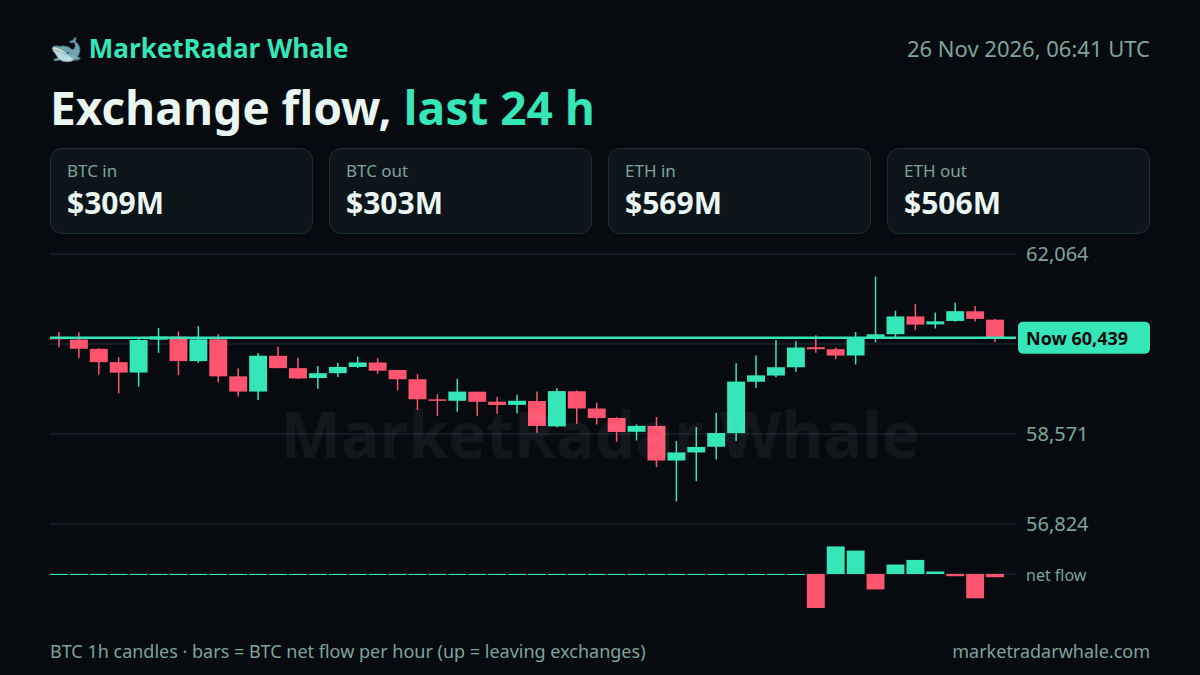 🐋 MarketRadar Whale
26 Nov 2026, 06:41 UTC
Exchange flow, last 24 h
BTC in
$309M
BTC out
$303M
ETH in
$569M
ETH out
$506M
62,064
Now 60,439
58,571
56,824
net flow
MarketRadar Whale
BTC 1h candles · bars = BTC net flow per hour (up = leaving exchanges)
marketradarwhale.com